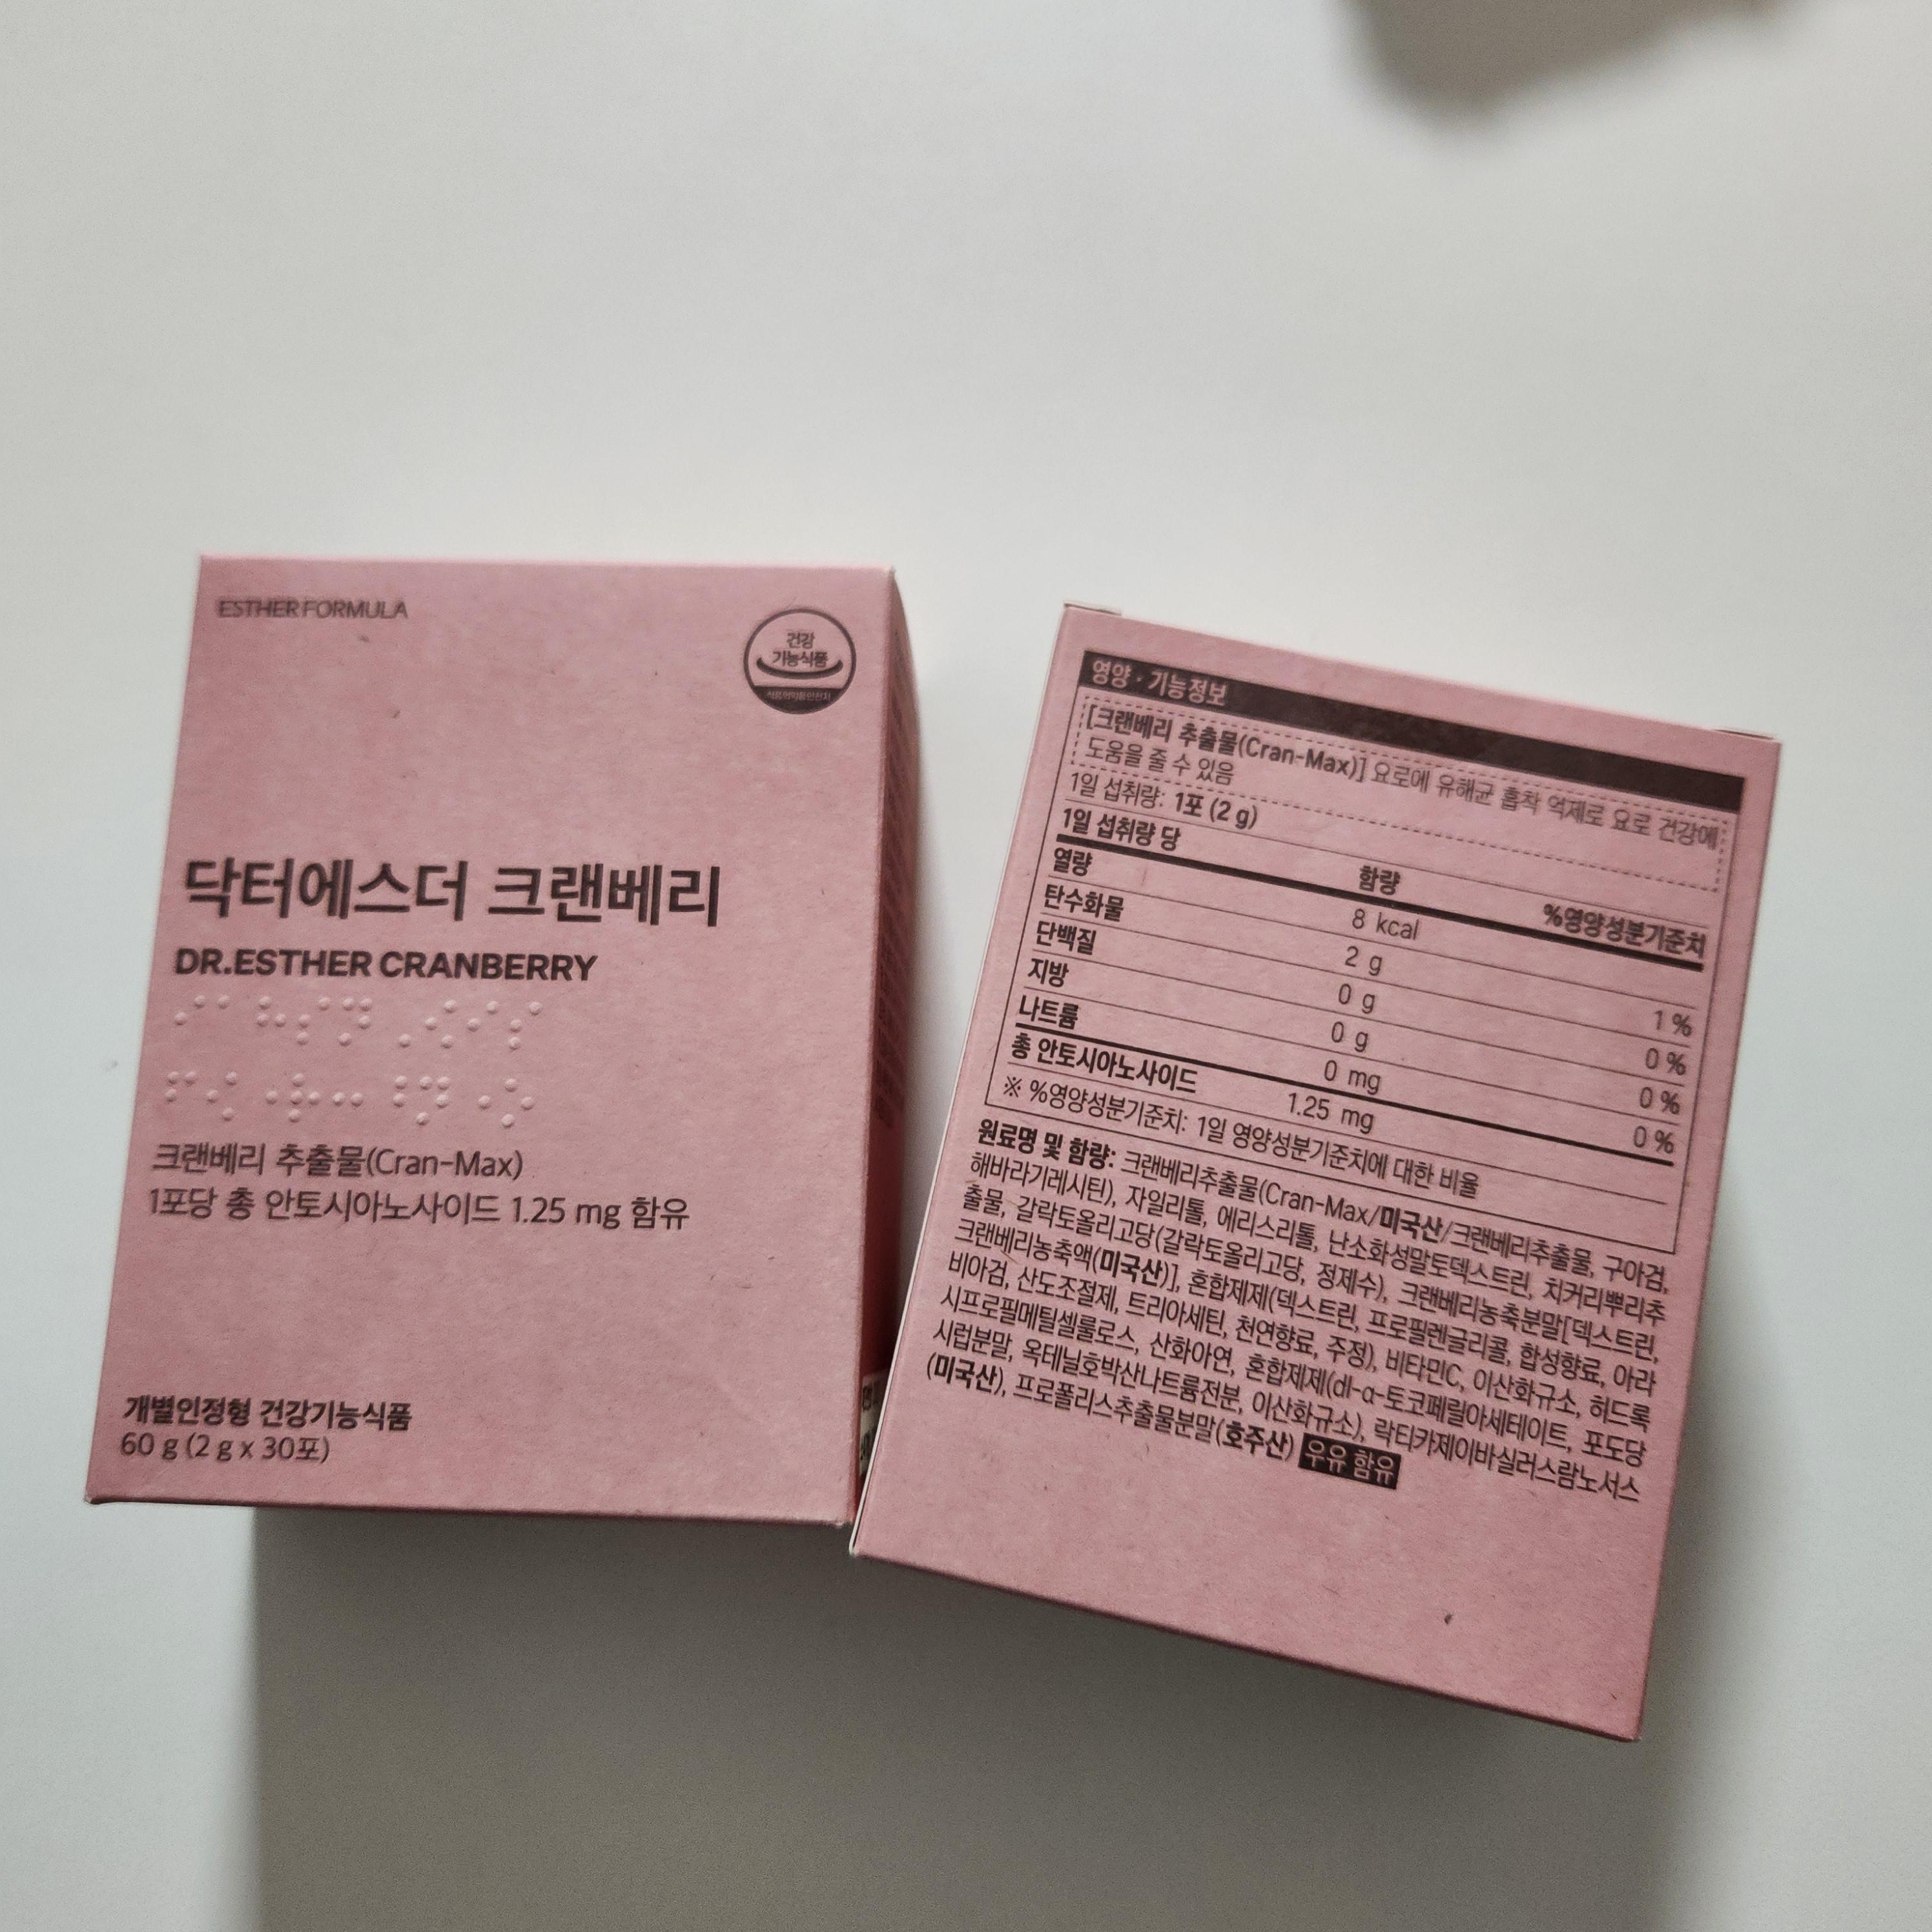 ESTHER FORMULA
건강
기능식품
식품의약품안전처
닥터에스더 크랜베리
DR.ESTHER CRANBERRY
크랜베리 추출물(Cran-Max)
1포당 총 안토시아노사이드 1.25 mg 함유
개별인정형 건강기능식품
60 g (2 g x 30포)
영양 · 기능정보
[크랜베리 추출물(Cran-Max)] 요로에 유해균 흡착 억제로 요로 건강에
도움을 줄 수 있음
1일 섭취량: 1포 (2 g)
1일 섭취량 당 함량 %영양성분기준치
열량 8 kcal
탄수화물 2 g 1 %
단백질 0 g 0 %
지방 0 g 0 %
나트륨 0 mg 0 %
총 안토시아노사이드 1.25 mg
※ %영양성분기준치: 1일 영양성분기준치에 대한 비율
원료명 및 함량: 크랜베리추출물(Cran-Max/미국산/크랜베리추출물, 구아검,
해바라기레시틴), 자일리톨, 에리스리톨, 난소화성말토덱스트린, 치커리뿌리추
출물, 갈락토올리고당(갈락토올리고당, 정제수), 크랜베리농축분말[덱스트린,
크랜베리농축액(미국산)], 혼합제제(덱스트린, 프로필렌글리콜, 합성향료, 아라
비아검, 산도조절제, 트리아세틴, 천연향료, 주정), 비타민C, 이산화규소, 히드록
시프로필메틸셀룰로스, 산화아연, 혼합제제(dl-α-토코페릴아세테이트, 포도당
시럽분말, 옥테닐호박산나트륨전분, 이산화규소), 락티카제이바실러스람노서스
(미국산), 프로폴리스추출물분말(호주산) 우유 함유